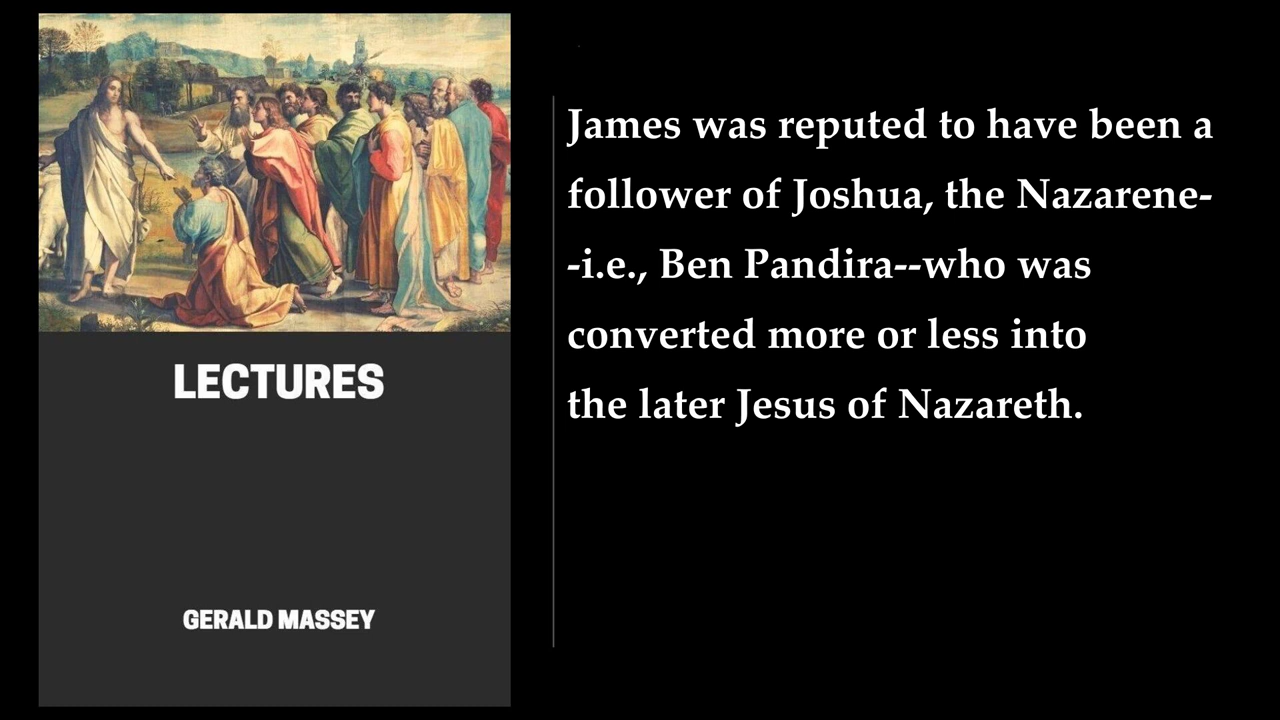 LECTURES
GERALD MASSEY
James was reputed to have been a
follower of Joshua, the Nazarene-
-i.e., Ben Pandira--who was
converted more or less into
the later Jesus of Nazareth.